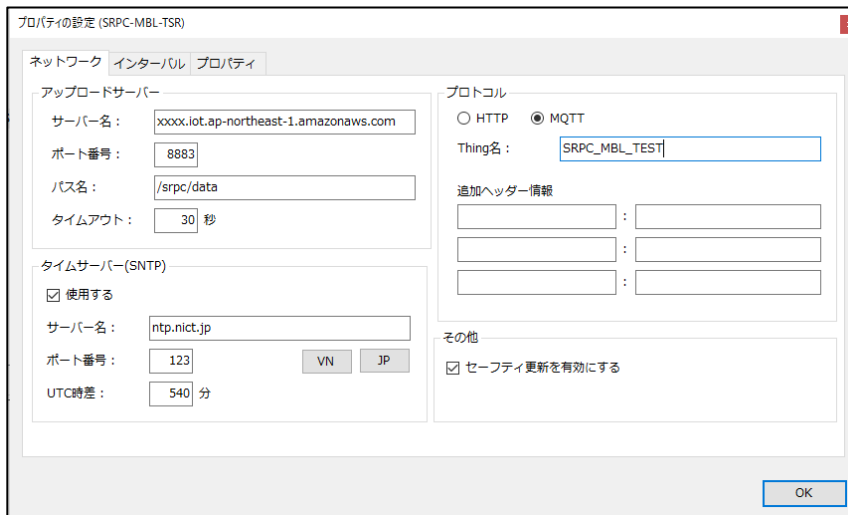 プロパティの設定 (SRPC-MBL-TSR)
ネットワーク インターバル プロパティ
アップロードサーバー
サーバー名： xxxx.iot.ap-northeast-1.amazonaws.com
ポート番号： 8883
パス名： /srpc/data
タイムアウト： 30 秒
タイムサーバー(SNTP)
使用する
サーバー名： ntp.nict.jp
ポート番号： 123 VN JP
UTC時差： 540 分
プロトコル
HTTP MQTT
Thing名： SRPC_MBL_TEST
追加ヘッダー情報
:
:
:
その他
セーフティ更新を有効にする
OK